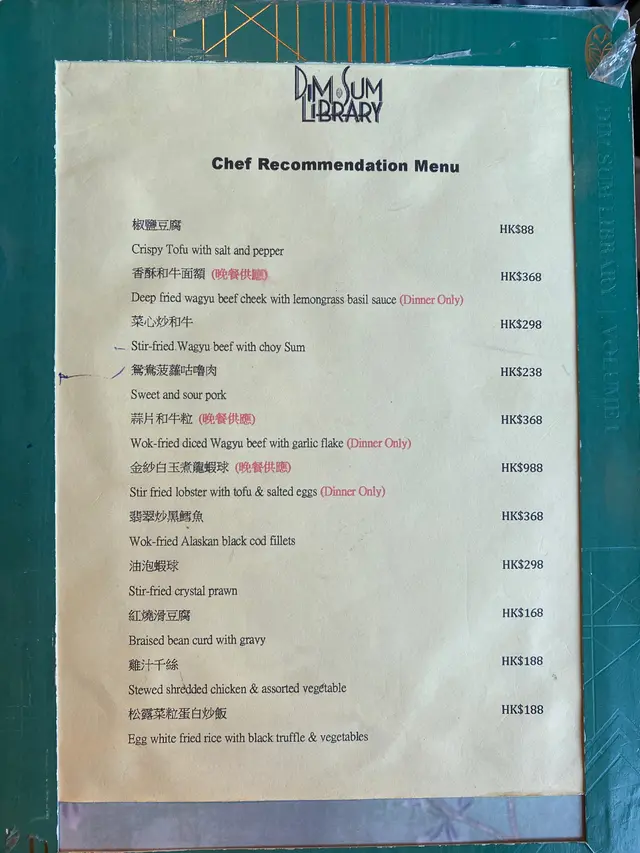 DIM SUM
LIBRARY
Chef Recommendation Menu
椒鹽豆腐 HK$88
Crispy Tofu with salt and pepper
香酥和牛面頰 (晚餐供應) HK$368
Deep fried wagyu beef cheek with lemongrass basil sauce (Dinner Only)
菜心炒和牛 HK$298
Stir-fried Wagyu beef with choy Sum
鴛鴦菠蘿咕嚕肉 HK$238
Sweet and sour pork
蒜片和牛粒 (晚餐供應) HK$368
Wok-fried diced Wagyu beef with garlic flake (Dinner Only)
金紗白玉煮龍蝦球 (晚餐供應) HK$988
Stir fried lobster with tofu & salted eggs (Dinner Only)
翡翠炒黑鱈魚 HK$368
Wok-fried Alaskan black cod fillets
油泡蝦球 HK$298
Stir-fried crystal prawn
紅燒滑豆腐 HK$168
Braised bean curd with gravy
雞汁千絲 HK$188
Stewed shredded chicken & assorted vegetable
松露菜粒蛋白炒飯 HK$188
Egg white fried rice with black truffle & vegetables
DIM SUM LIBRARY | VOLUME 1